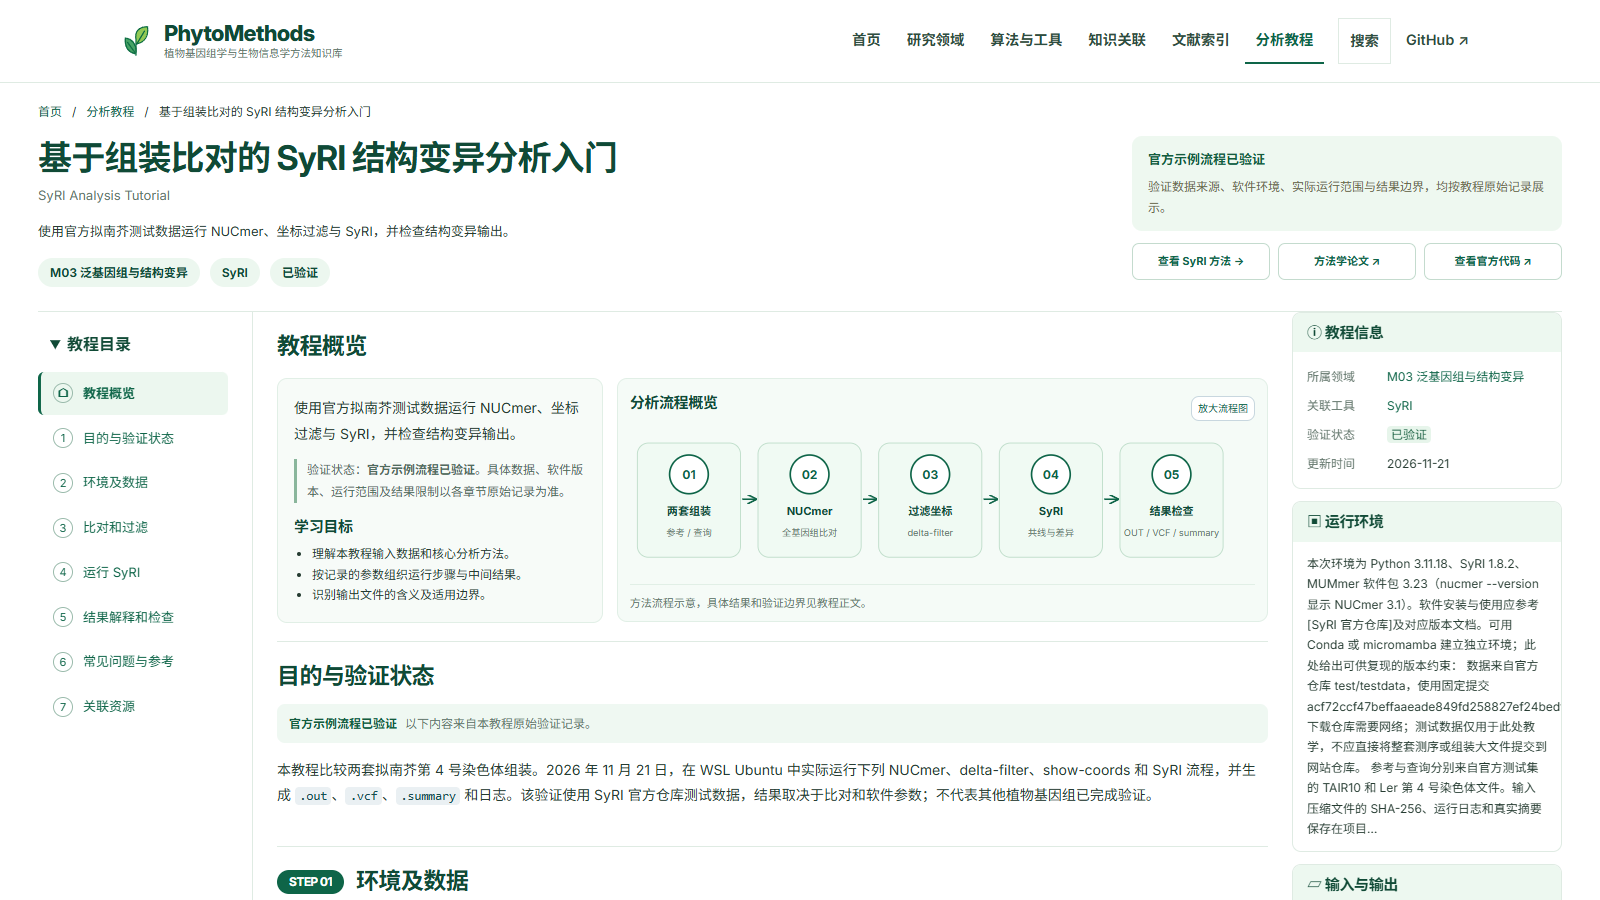 PhytoMethods
植物基因组学与生物信息学方法知识库
首页 研究领域 算法与工具 知识关联 文献索引 分析教程 搜索 GitHub ↗
首页 / 分析教程 / 基于组装比对的 SyRI 结构变异分析入门
基于组装比对的 SyRI 结构变异分析入门
SyRI Analysis Tutorial
使用官方拟南芥测试数据运行 NUCmer、坐标过滤与 SyRI，并检查结构变异输出。
M03 泛基因组与结构变异 SyRI 已验证
官方示例流程已验证
验证数据来源、软件环境、实际运行范围与结果边界，均按教程原始记录展
示。
查看 SyRI 方法 → 方法学论文 ↗ 查看官方代码 ↗
▼ 教程目录
教程概览
1 目的与验证状态
2 环境及数据
3 比对和过滤
4 运行 SyRI
5 结果解释和检查
6 常见问题与参考
7 关联资源
教程概览
使用官方拟南芥测试数据运行 NUCmer、坐标
过滤与 SyRI，并检查结构变异输出。
验证状态：官方示例流程已验证。具体数据、软件版
本、运行范围及结果限制以各章节原始记录为准。
学习目标
• 理解本教程输入数据和核心分析方法。
• 按记录的参数组织运行步骤与中间结果。
• 识别输出文件的含义及适用边界。
分析流程概览
放大流程图
01 02 03 04 05
两套组装 NUCmer 过滤坐标 SyRI 结果检查
参考 / 查询 全基因组比对 delta-filter 共线与差异 OUT / VCF / summary
方法流程示意，具体结果和验证边界见教程正文。
目的与验证状态
官方示例流程已验证 以下内容来自本教程原始验证记录。
本教程比较两套拟南芥第 4 号染色体组装。2026 年 11 月 21 日，在 WSL Ubuntu 中实际运行下列 NUCmer、delta-filter、show-coords 和 SyRI 流程，并生
成 .out、.vcf、.summary 和日志。该验证使用 SyRI 官方仓库测试数据，结果取决于比对和软件参数；不代表其他植物基因组已完成验证。
STEP 01 环境及数据
教程信息
所属领域 M03 泛基因组与结构变异
关联工具 SyRI
验证状态 已验证
更新时间 2026-11-21
运行环境
本次环境为 Python 3.11.18、SyRI 1.8.2、
MUMmer 软件包 3.23（nucmer --version
显示 NUCmer 3.1）。软件安装与使用应参考
[SyRI 官方仓库]及对应版本文档。可用
Conda 或 micromamba 建立独立环境；此
处给出可供复现的版本约束： 数据来自官方
仓库 test/testdata，使用固定提交
acf72ccf47beffaaeade849fd258827ef24bed
下载仓库需要网络；测试数据仅用于此处教
学，不应直接将整套测序或组装大文件提交到
网站仓库。 参考与查询分别来自官方测试集
的 TAIR10 和 Ler 第 4 号染色体文件。输入
压缩文件的 SHA-256、运行日志和真实摘要
保存在项目...
输入与输出